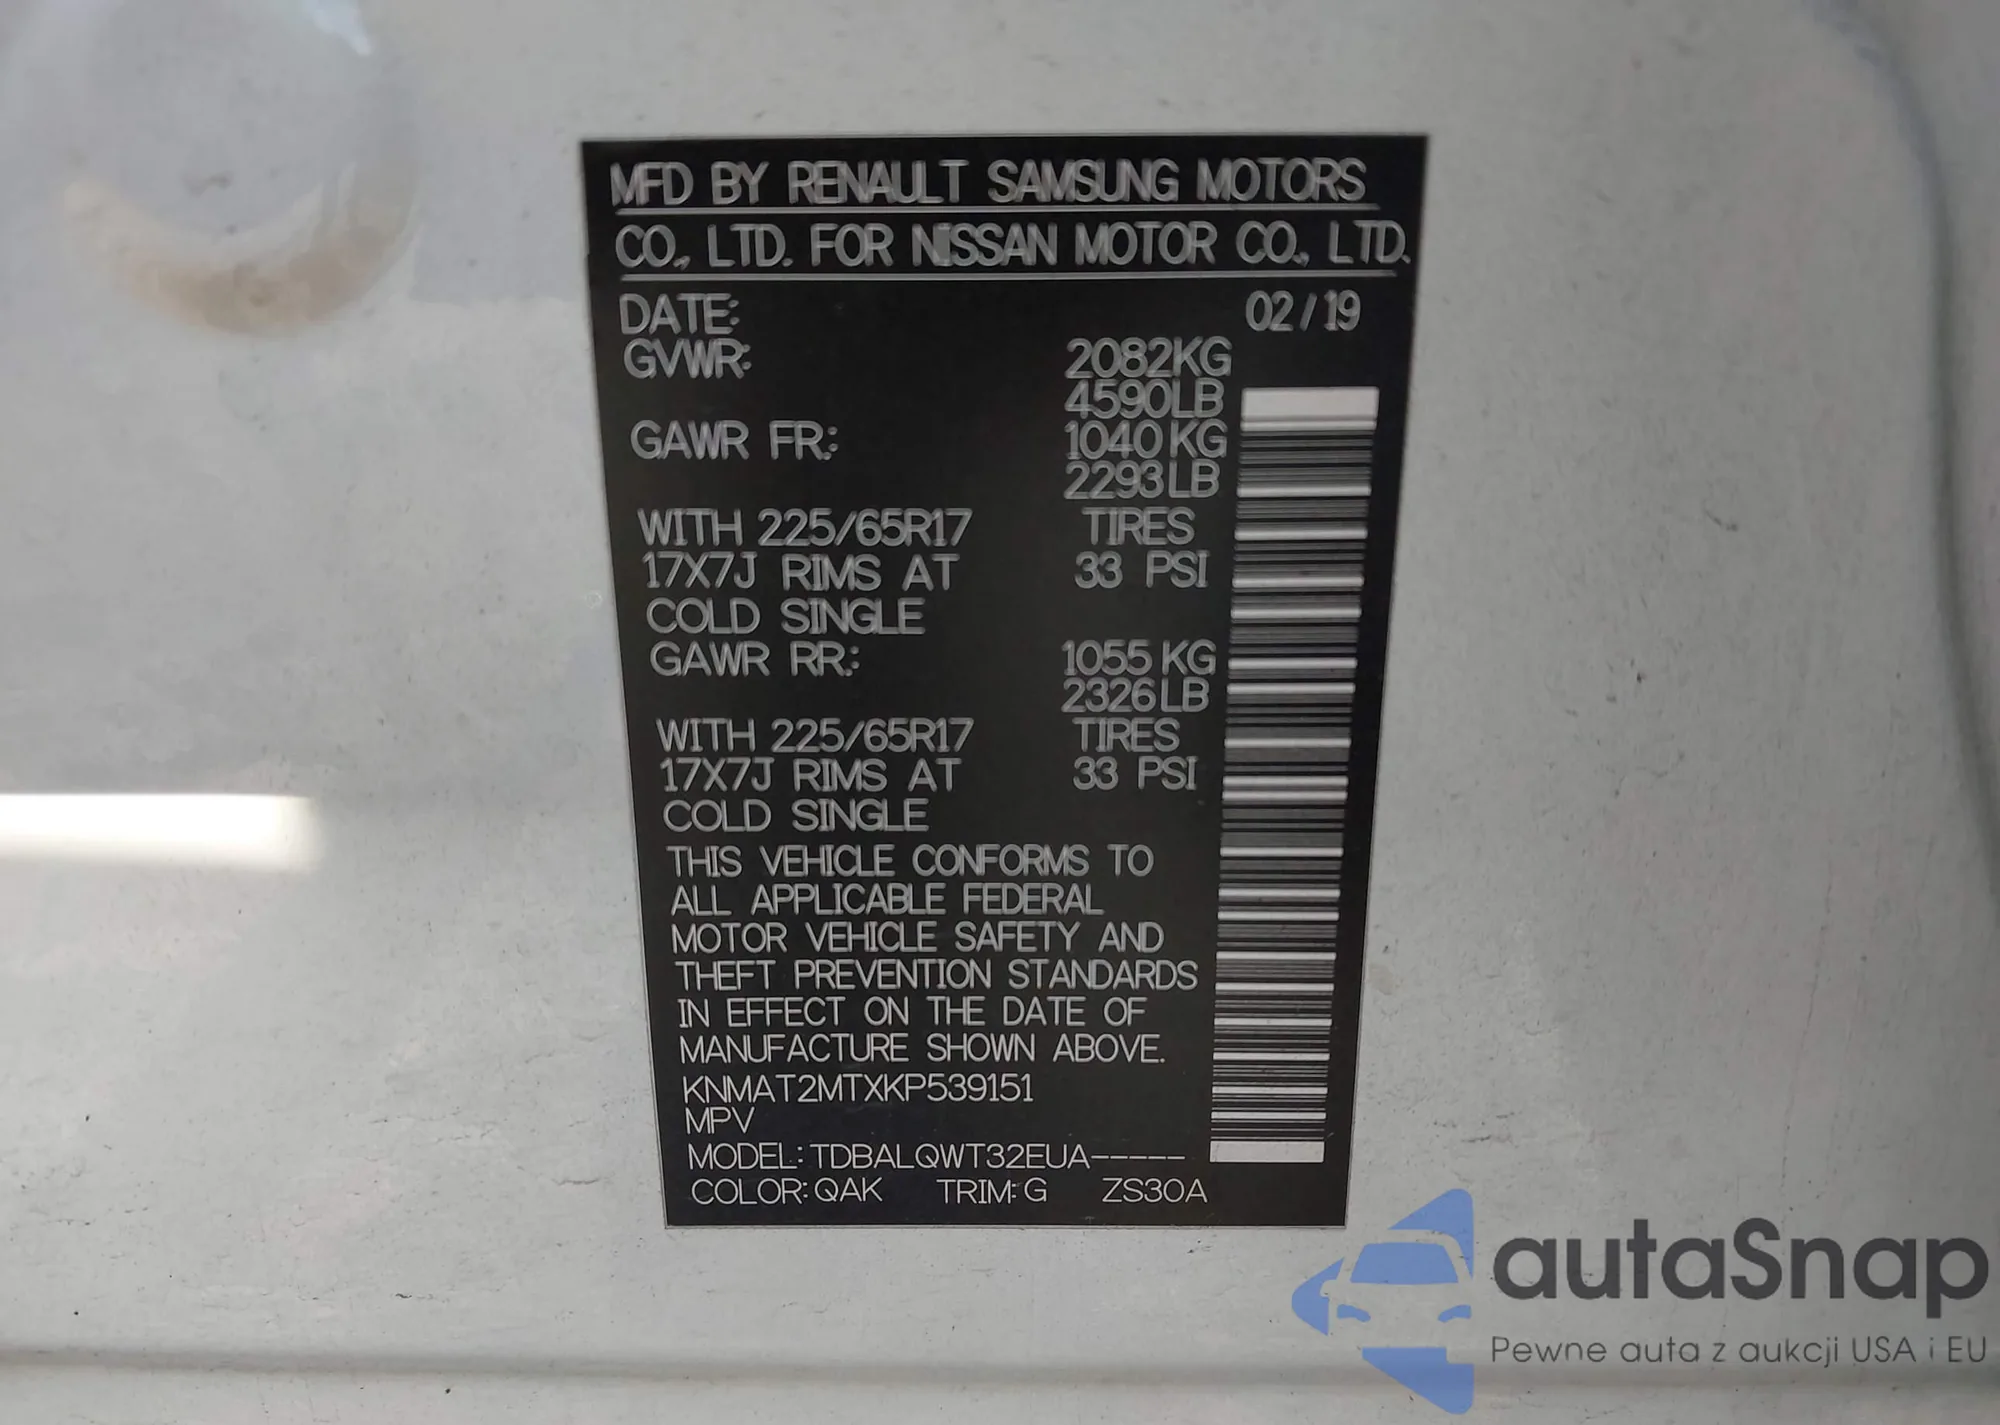 MFD BY RENAULT SAMSUNG MOTORS
CO., LTD. FOR NISSAN MOTOR CO., LTD.
DATE: 02/19
GVWR: 2082KG
4590LB
GAWR FR: 1040KG
2293LB
WITH 225/65R17 TIRES
17X7J RIMS AT 33 PSI
COLD SINGLE
GAWR RR: 1055KG
2326LB
WITH 225/65R17 TIRES
17X7J RIMS AT 33 PSI
COLD SINGLE
THIS VEHICLE CONFORMS TO
ALL APPLICABLE FEDERAL
MOTOR VEHICLE SAFETY AND
THEFT PREVENTION STANDARDS
IN EFFECT ON THE DATE OF
MANUFACTURE SHOWN ABOVE.
KNMAT2MTXKP539151
MPV
MODEL: TDBALQWT32EUA-----
COLOR: QAK TRIM: G ZS30A
autaSnap
Pewne auta z aukcji USA i EU